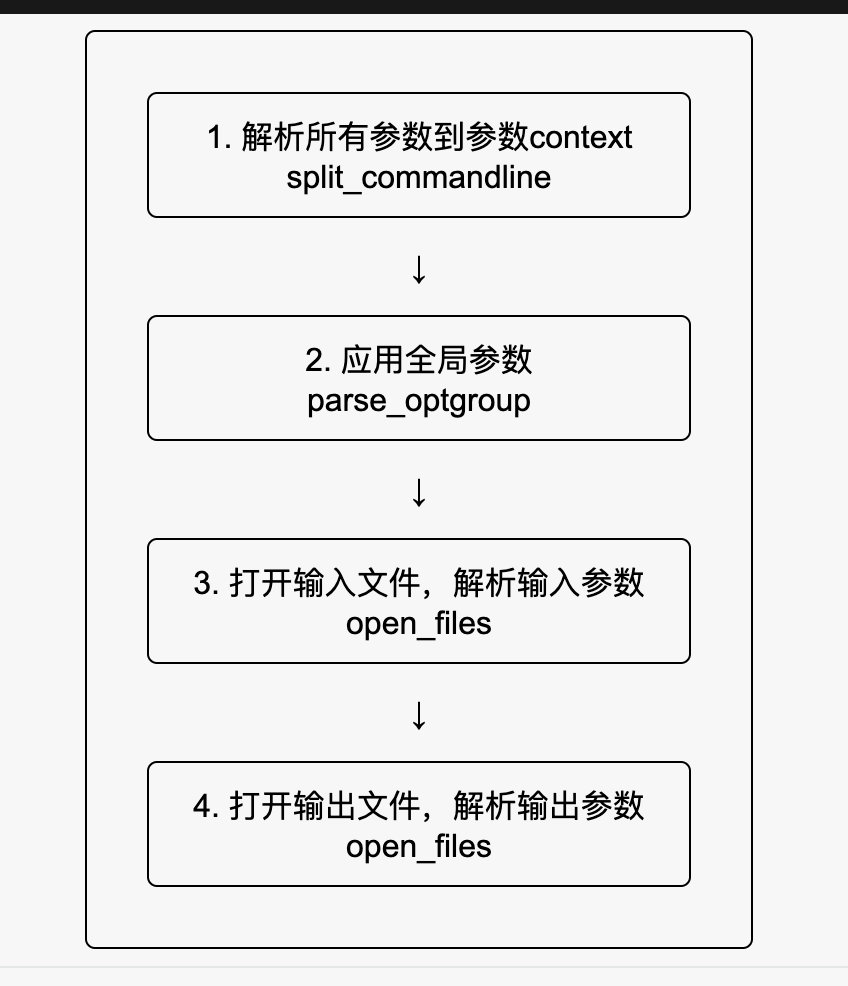 1. 解析所有参数到参数context
split_commandline
↓
2. 应用全局参数
parse_optgroup
↓
3. 打开输入文件，解析输入参数
open_files
↓
4. 打开输出文件，解析输出参数
open_files